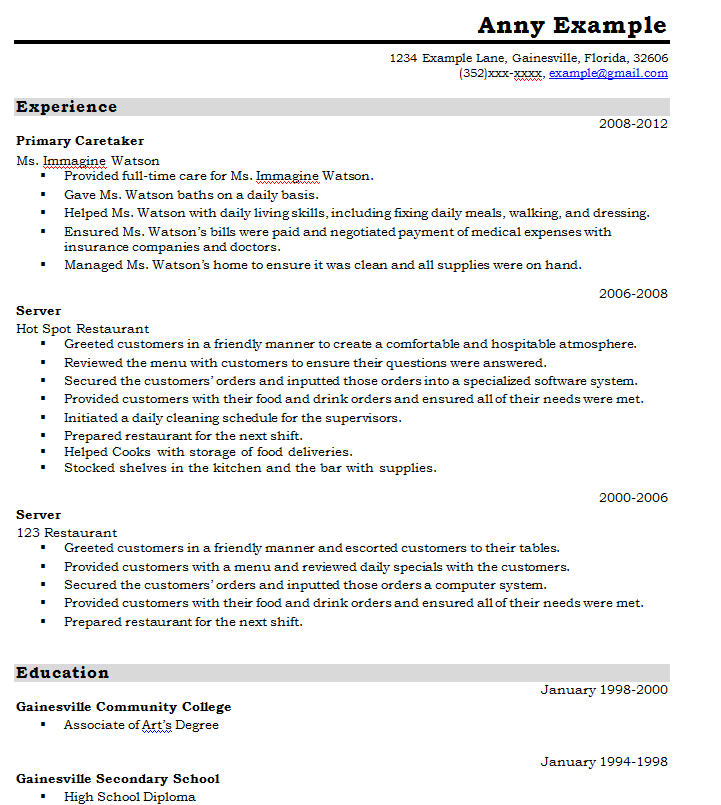 Anny Example
1234 Example Lane, Gainesville, Florida, 32606
(352)xxx-xxxx, example@gmail.com
Experience
2008-2012
Primary Caretaker
Ms. Immagine Watson
▪ Provided full-time care for Ms. Immagine Watson.
▪ Gave Ms. Watson baths on a daily basis.
▪ Helped Ms. Watson with daily living skills, including fixing daily meals, walking, and dressing.
▪ Ensured Ms. Watson's bills were paid and negotiated payment of medical expenses with
insurance companies and doctors.
▪ Managed Ms. Watson's home to ensure it was clean and all supplies were on hand.
2006-2008
Server
Hot Spot Restaurant
▪ Greeted customers in a friendly manner to create a comfortable and hospitable atmosphere.
▪ Reviewed the menu with customers to ensure their questions were answered.
▪ Secured the customers' orders and inputted those orders into a specialized software system.
▪ Provided customers with their food and drink orders and ensured all of their needs were met.
▪ Initiated a daily cleaning schedule for the supervisors.
▪ Prepared restaurant for the next shift.
▪ Helped Cooks with storage of food deliveries.
▪ Stocked shelves in the kitchen and the bar with supplies.
2000-2006
Server
123 Restaurant
▪ Greeted customers in a friendly manner and escorted customers to their tables.
▪ Provided customers with a menu and reviewed daily specials with the customers.
▪ Secured the customers' orders and inputted those orders a computer system.
▪ Provided customers with their food and drink orders and ensured all of their needs were met.
▪ Prepared restaurant for the next shift.
Education
January 1998-2000
Gainesville Community College
▪ Associate of Art's Degree
January 1994-1998
Gainesville Secondary School
▪ High School Diploma